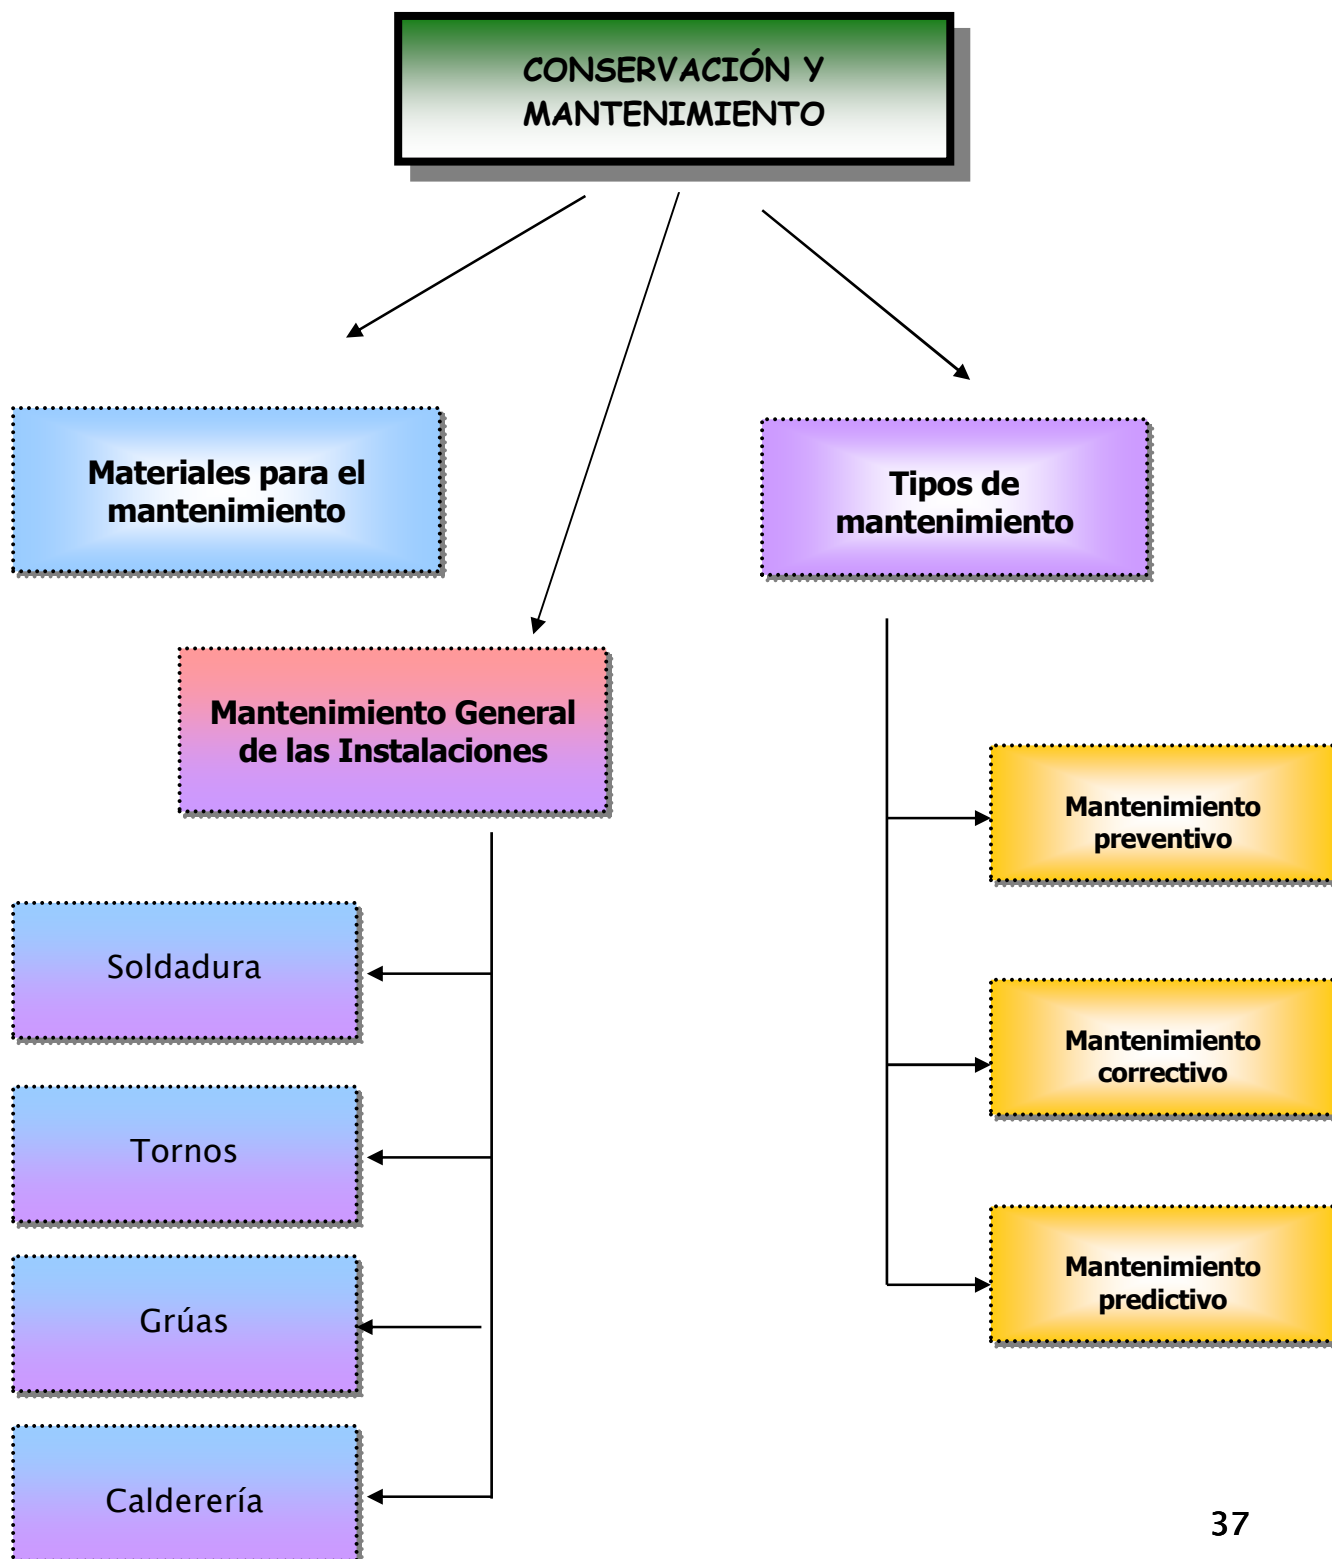 CONSERVACIÓN Y
MANTENIMIENTO
Materiales para el
mantenimiento
Tipos de
mantenimiento
Mantenimiento General
de las Instalaciones
Mantenimiento
preventivo
Soldadura
Mantenimiento
correctivo
Tornos
Mantenimiento
predictivo
Grúas
Calderería
37